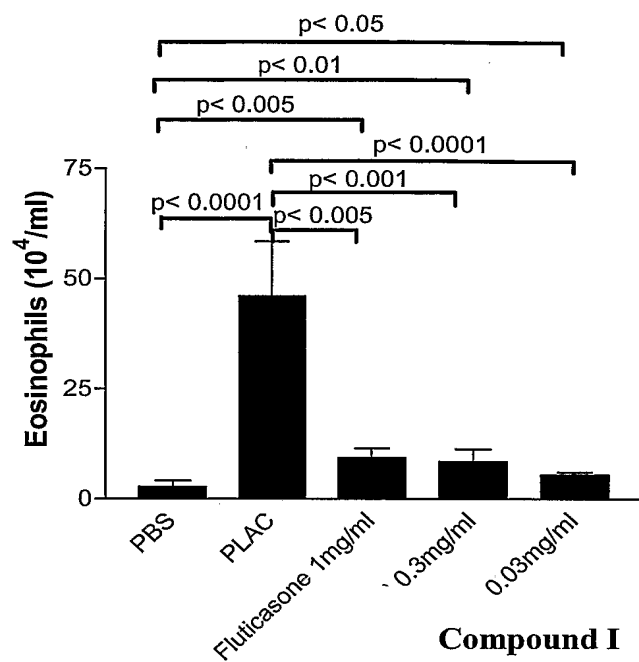 p< 0.05
p< 0.01
p< 0.005
p< 0.0001
p< 0.001
p< 0.0001
p< 0.005
Eosinophils (10⁴/ml)
75
50
25
0
PBS
PLAC
Fluticasone 1mg/ml
0.3mg/ml
0.03mg/ml
Compound I